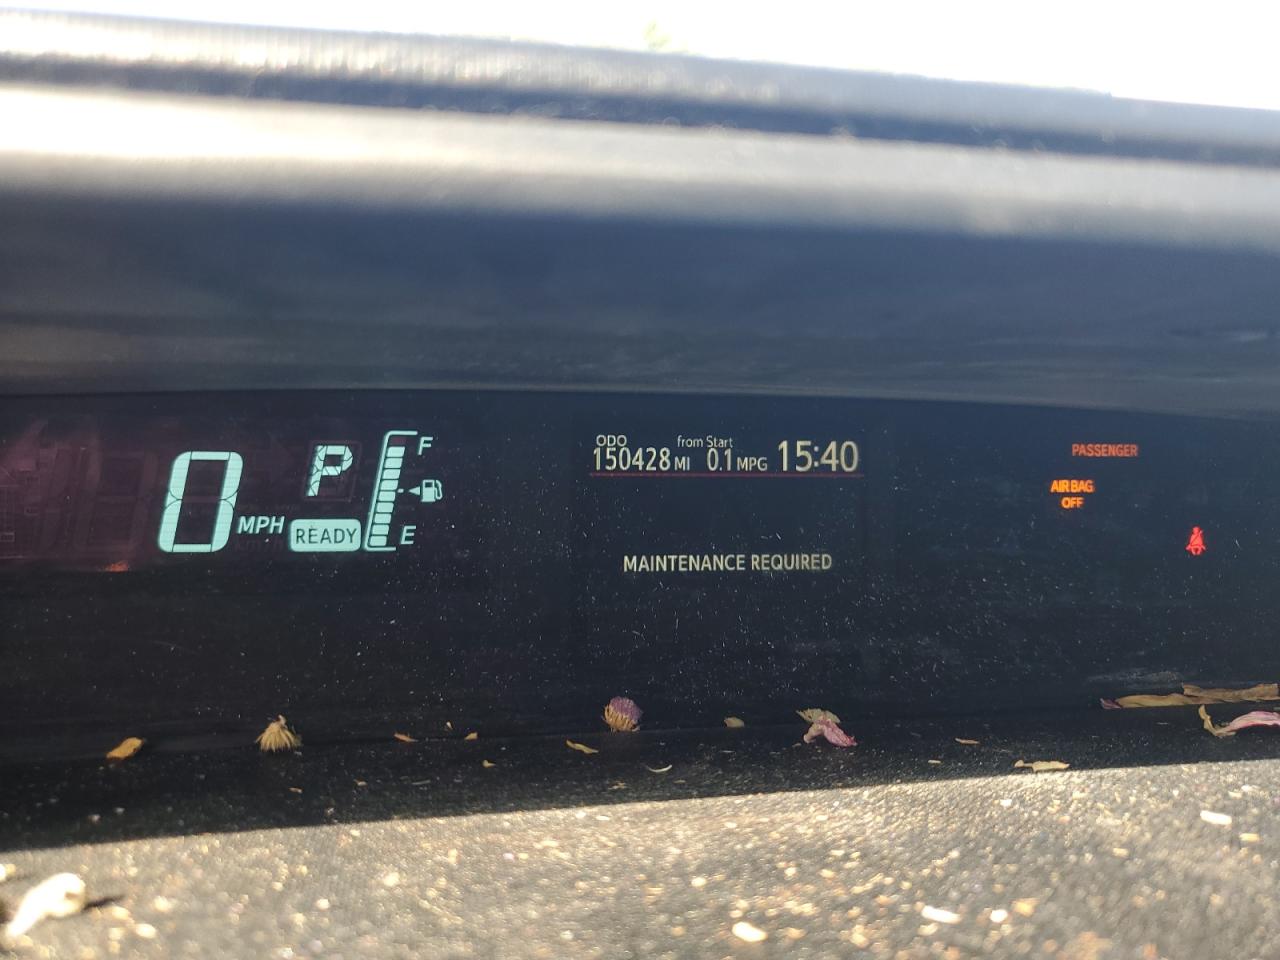 0 MPH
P
READY
F
E
ODO
150428 MI
from Start
0.1 MPG
15:40
MAINTENANCE REQUIRED
PASSENGER
AIR BAG
OFF